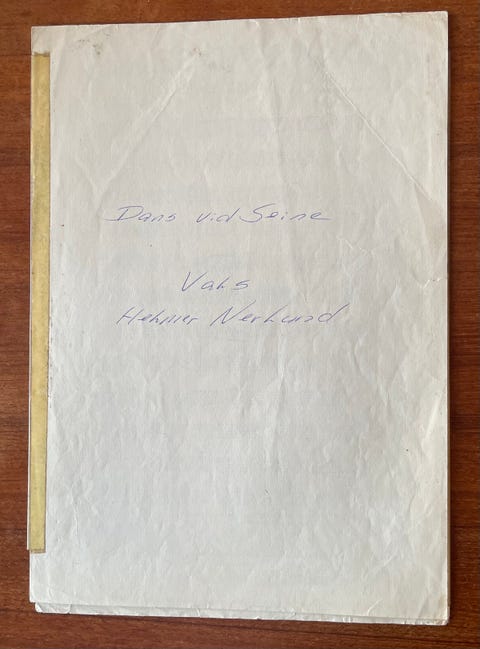 Dans vid Seine
Vals
Helmer Nerlund